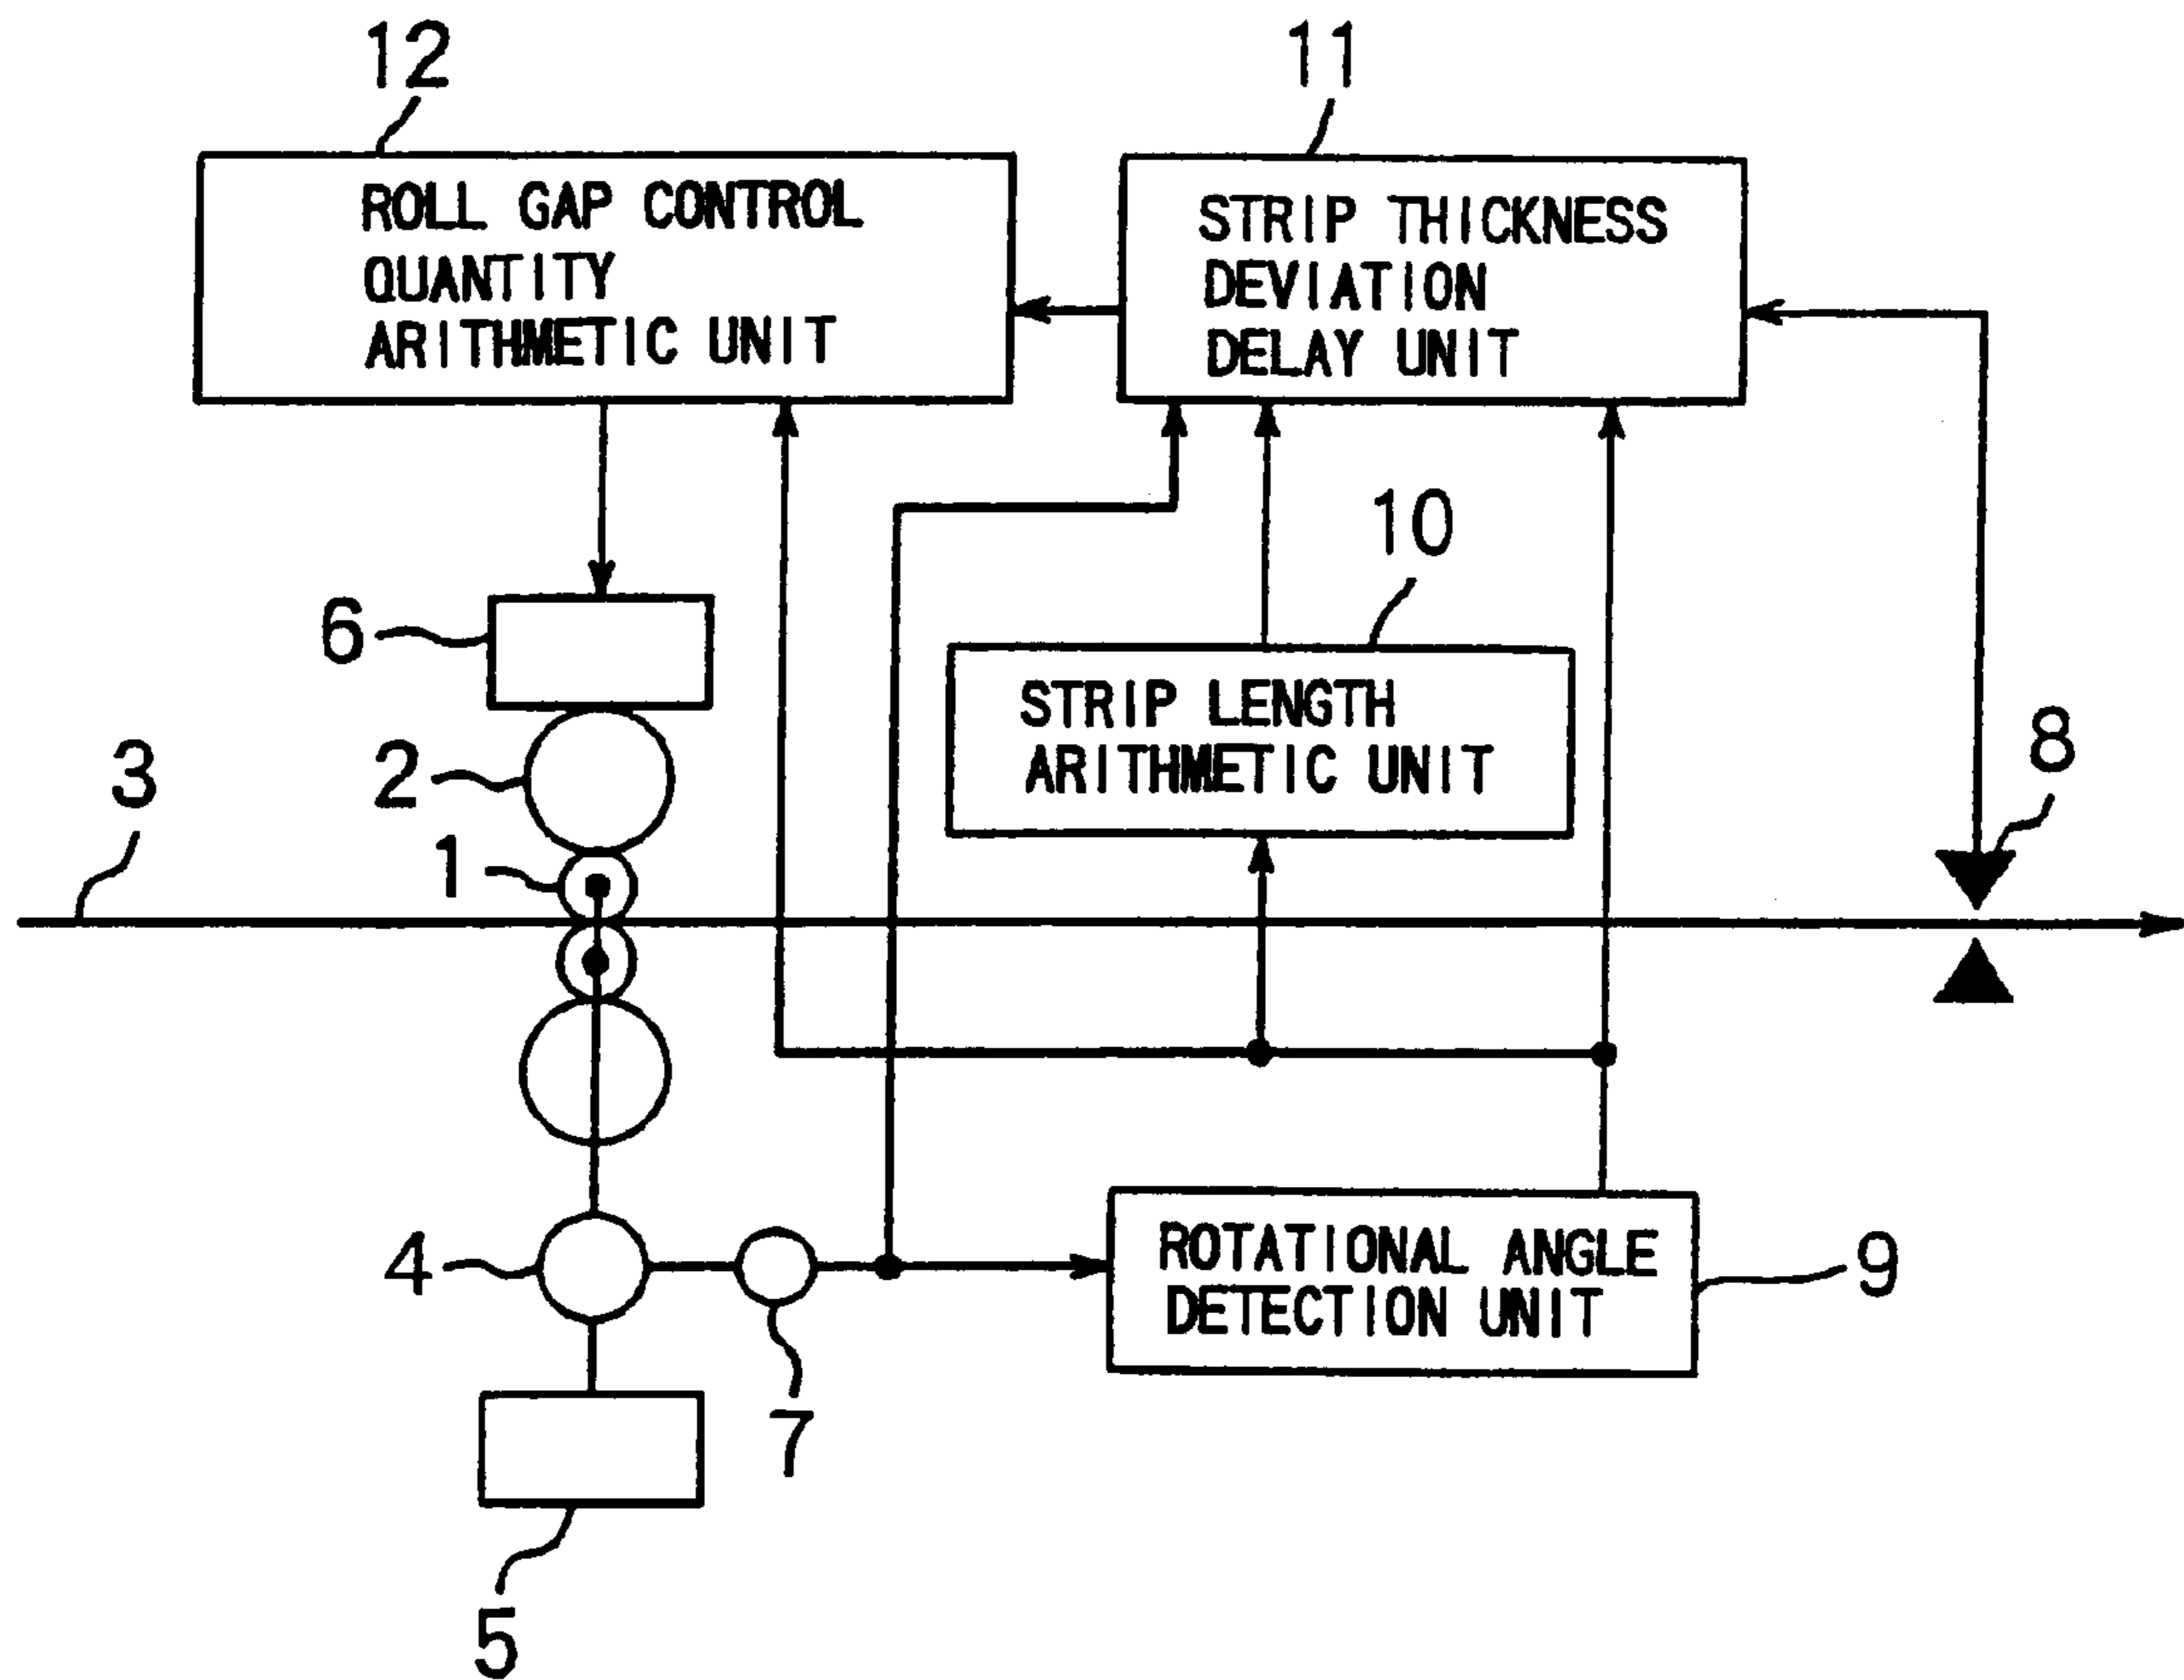 12
11
ROLL GAP CONTROL
QUANTITY
ARITHMETIC UNIT
STRIP THICKNESS
DEVIATION
DELAY UNIT
10
6
STRIP LENGTH
ARITHMETIC UNIT
8
3
2
1
4
ROTATIONAL ANGLE
DETECTION UNIT
9
7
5